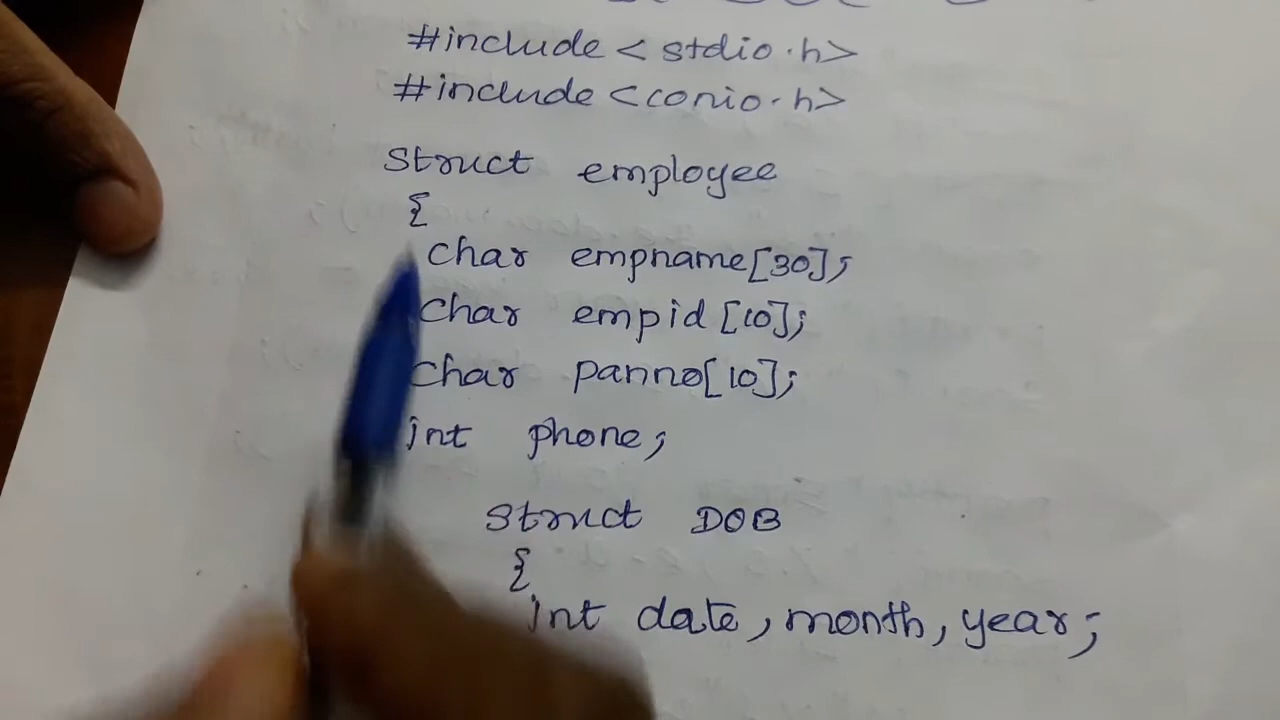 #include < stdio.h>
#include <conio.h>
struct employee
{
char empname[30];
char empid [10];
char panno[10];
int phone;
struct DOB
{
int date, month, year;